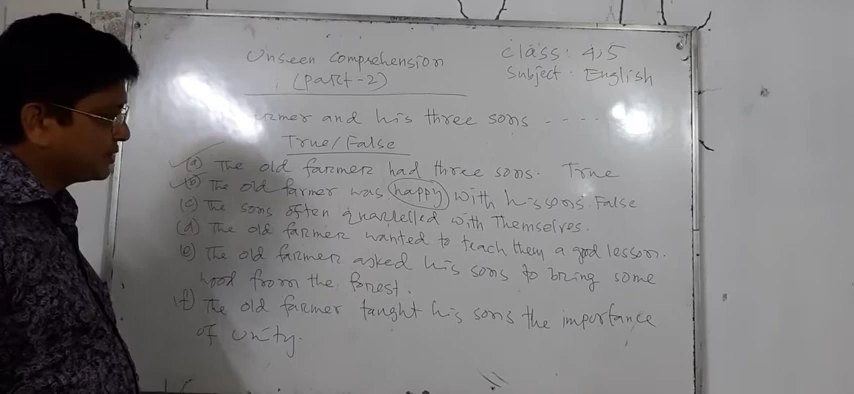 Unseen Comprehension
(part-2)
Class: 4,5
Subject: English
armer and his three sons ....
True/False
(a) The old farmer had three sons. True
(b) The old farmer was happy with his sons False
(c) The sons often quarrelled with Themselves.
(d) The old farmer wanted to teach them a good lesson.
(e) The old farmer asked his sons to bring some
wood from the forest.
(f) The old farmer taught his sons the importance
of unity.